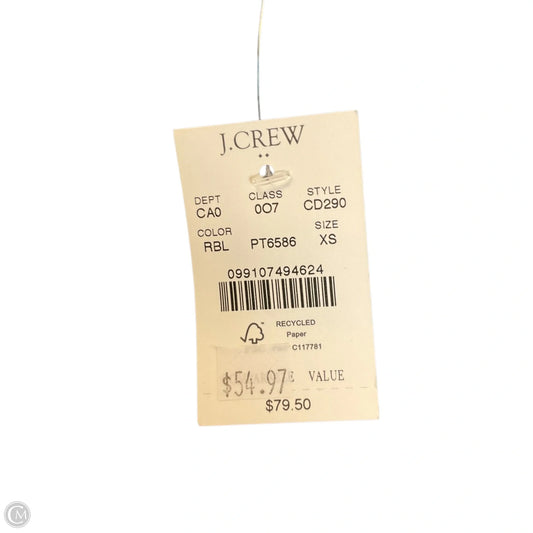 J.CREW
DEPT CLASS STYLE
CA0 007 CD290
COLOR SIZE
RBL PT6586 XS
099107494624
RECYCLED
Paper
C117781
$54.97 VALUE
$79.50
CM